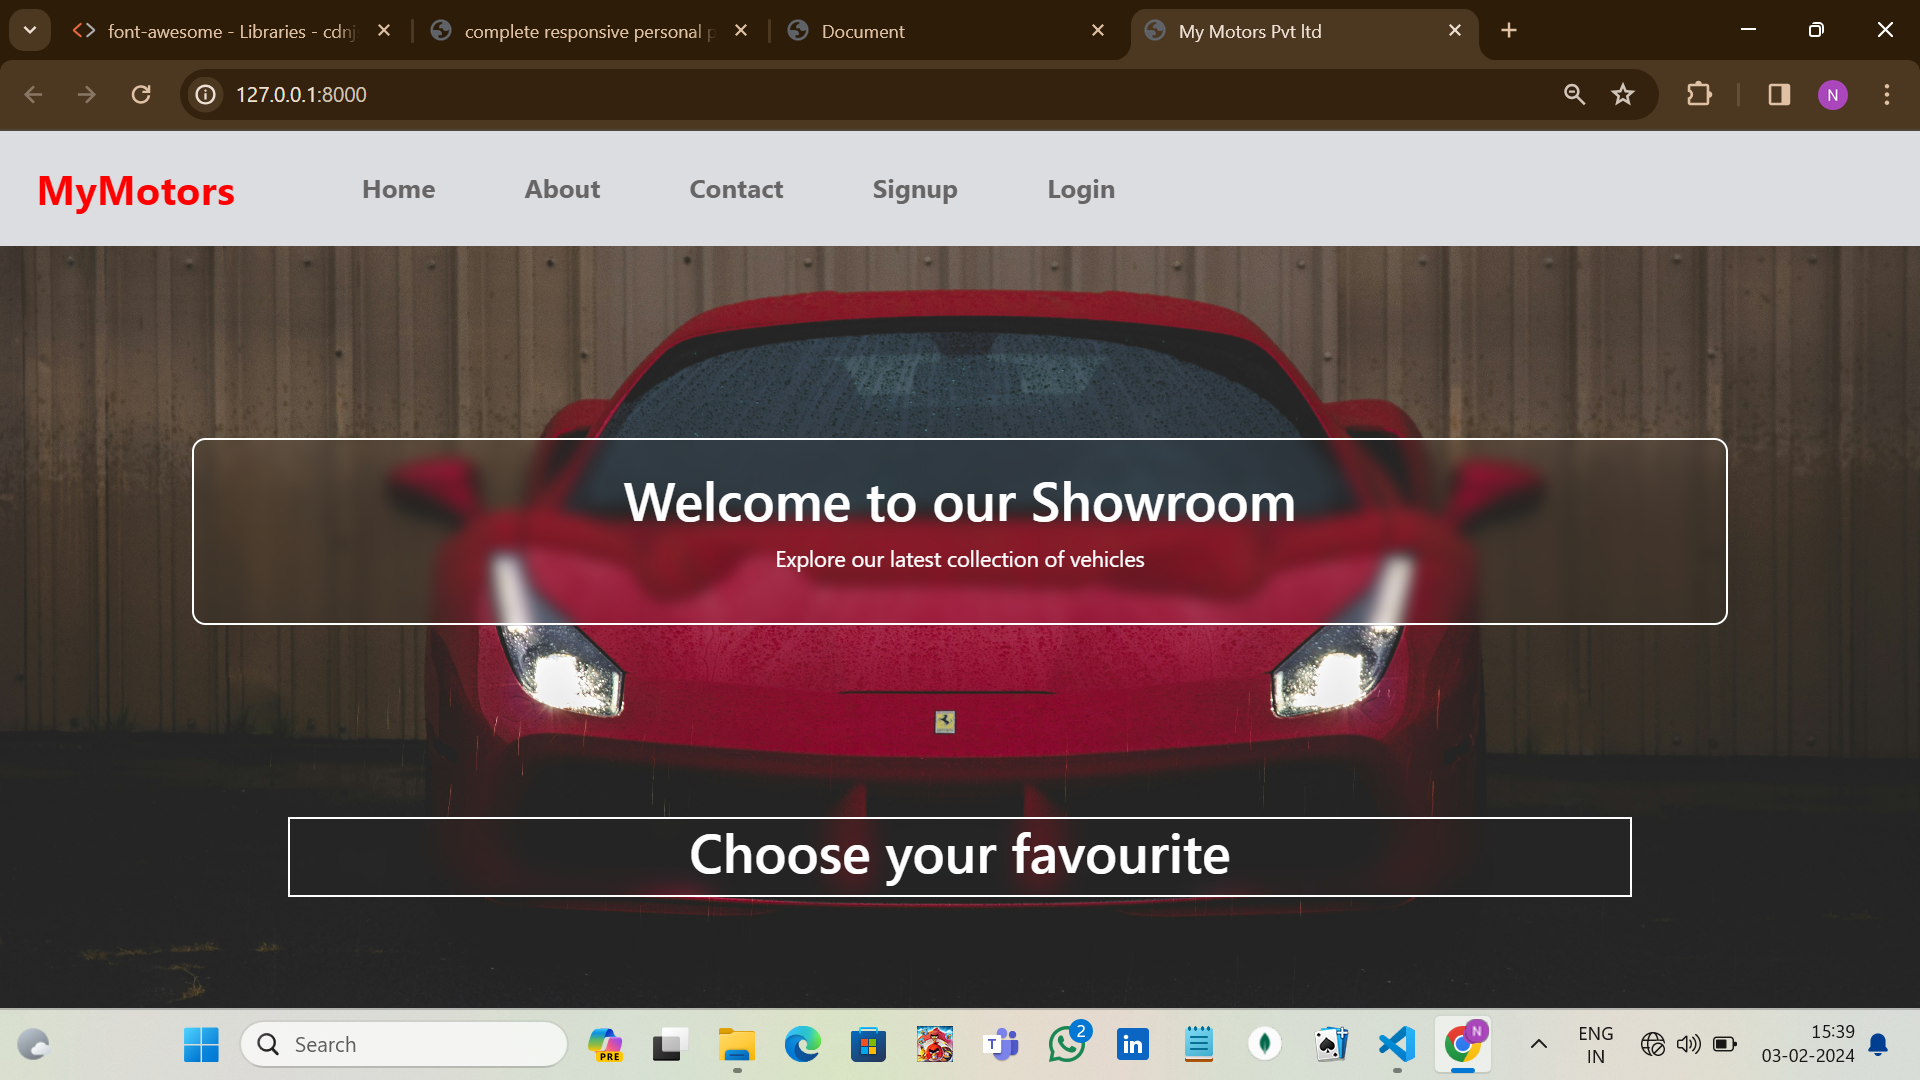 font-awesome - Libraries - cdnj
complete responsive personal p
Document
My Motors Pvt ltd
127.0.0.1:8000
N
MyMotors
Home
About
Contact
Signup
Login
Welcome to our Showroom
Explore our latest collection of vehicles
Choose your favourite
Search
PRE
T
2
in
N
ENG
IN
15:39
03-02-2024